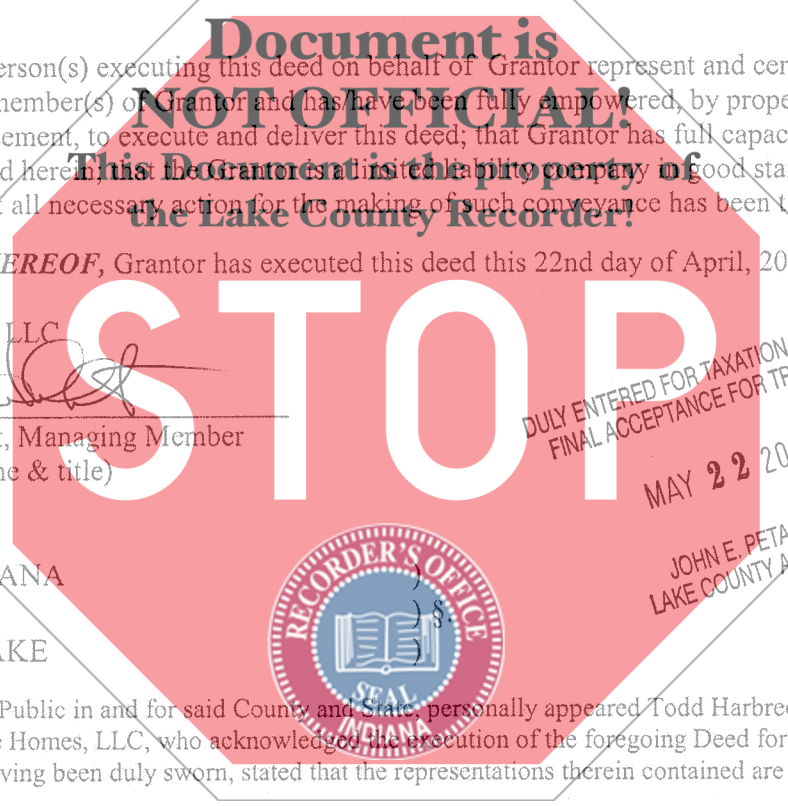 Document is
erson(s) executing this deed on behalf of Grantor represent and cer
NOT OFFICIAL!
nember(s) of Grantor and has/have been fully empowered, by prope
ement, to execute and deliver this deed; that Grantor has full capac
This Document is the property of
d herein; that the Grantor is a limited liability company in good sta
the Lake County Recorder!
all necessary action for the making of such conveyance has been t
EREOF, Grantor has executed this deed this 22nd day of April, 20
LLC
STOP
DULY ENTERED FOR TAXATION
FINAL ACCEPTANCE FOR TR
, Managing Member
e & title)
MAY 22 20
JOHN E. PETA
LAKE COUNTY A
ANA )
) §.
AKE )
RECORDER'S OFFICE
SEAL
Public in and for said County and State, personally appeared Todd Harbre
e Homes, LLC, who acknowledged the execution of the foregoing Deed for
ving been duly sworn, stated that the representations therein contained are